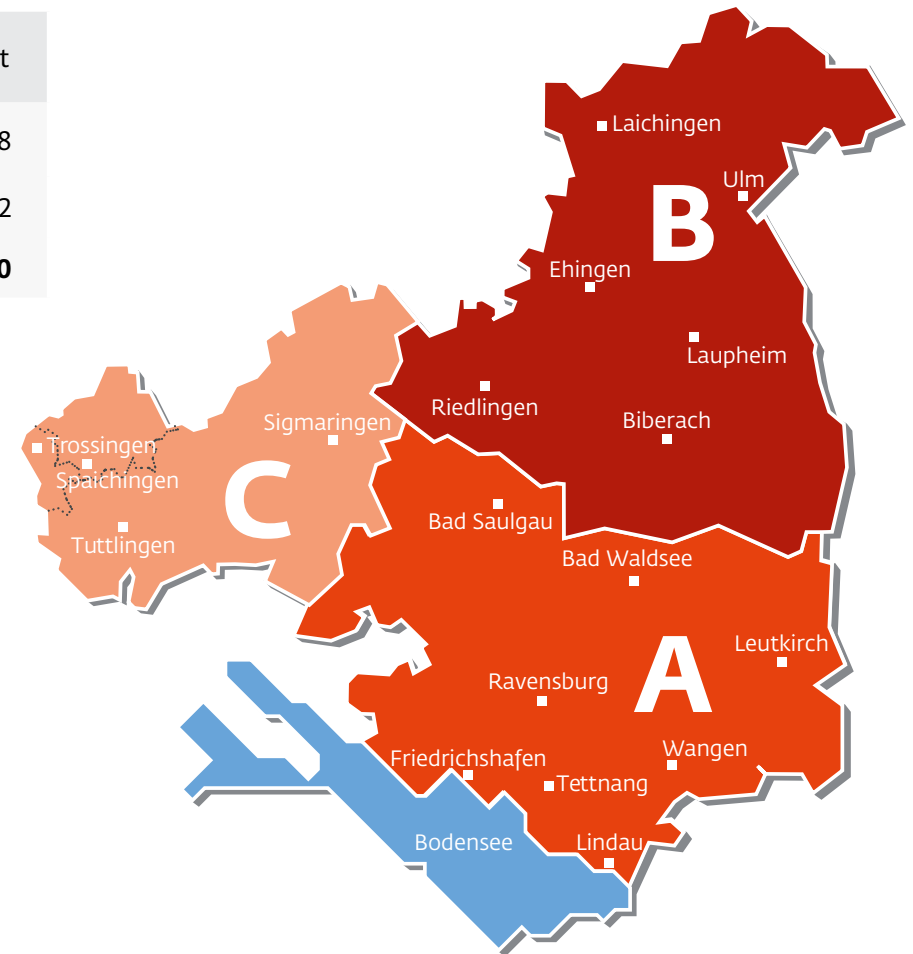 t
8
2
0
Laichingen
Ulm
B
Ehingen
Laupheim
Riedlingen
Biberach
Sigmaringen
Trossingen
Spaichingen
C
Tuttlingen
Bad Saulgau
Bad Waldsee
Leutkirch
A
Ravensburg
Wangen
Friedrichshafen
Tettnang
Bodensee
Lindau